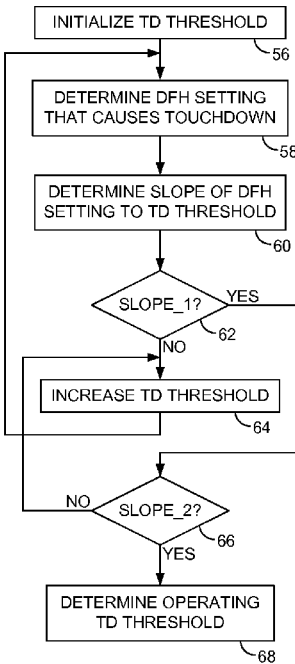 INITIALIZE TD THRESHOLD
56
DETERMINE DFH SETTING
THAT CAUSES TOUCHDOWN
58
DETERMINE SLOPE OF DFH
SETTING TO TD THRESHOLD
60
SLOPE_1?
YES
62
NO
INCREASE TD THRESHOLD
64
NO
SLOPE_2?
66
YES
DETERMINE OPERATING
TD THRESHOLD
68